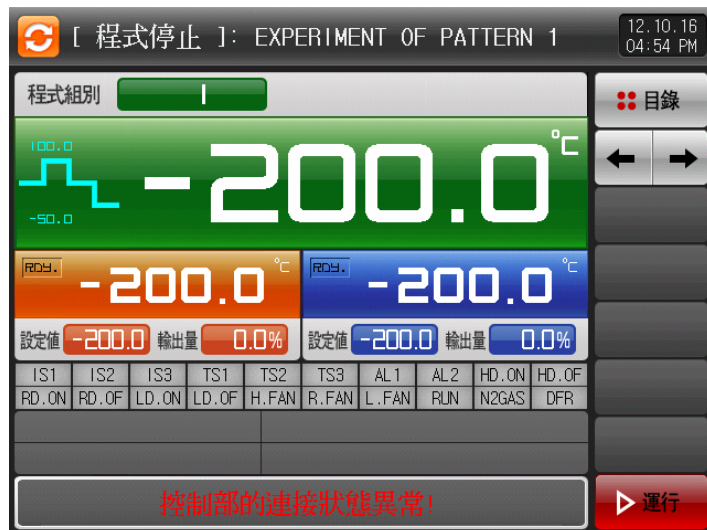 [ 程式停止 ]: EXPERIMENT OF PATTERN 1
12.10.16
04:54 PM
程式組別 1
目錄
100.0
-50.0
-200.0 ℃
RDY. -200.0 ℃
RDY. -200.0 ℃
設定値 -200.0 輸出量 0.0%
設定値 -200.0 輸出量 0.0%
IS1 IS2 IS3 TS1 TS2 TS3 AL1 AL2 HD.ON HD.OF
RD.ON RD.OF LD.ON LD.OF H.FAN R.FAN L.FAN RUN N2GAS DFR
控制部的連接狀態異常!
運行